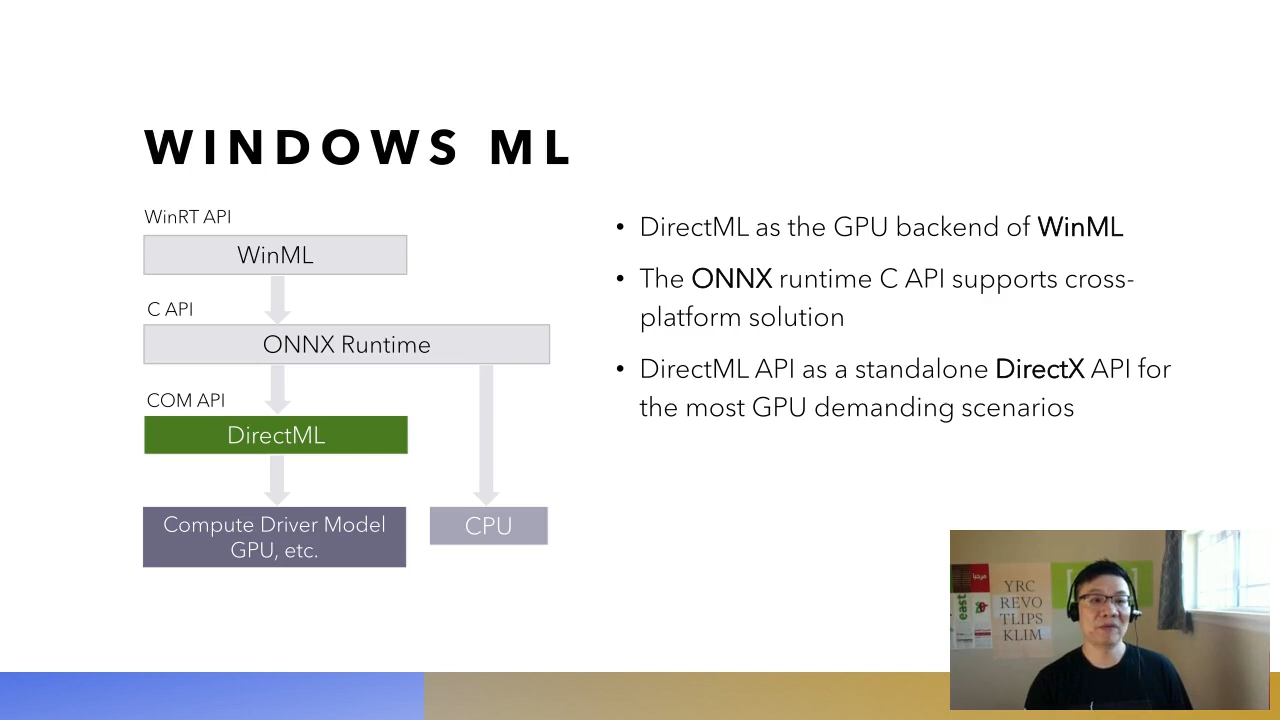 WINDOWS ML
WinRT API
WinML
C API
ONNX Runtime
COM API
DirectML
Compute Driver Model
GPU, etc.
CPU
• DirectML as the GPU backend of WinML
• The ONNX runtime C API supports cross-
platform solution
• DirectML API as a standalone DirectX API for
the most GPU demanding scenarios
مرحبا
east
YRC
REVO
TLIPS
KLIM